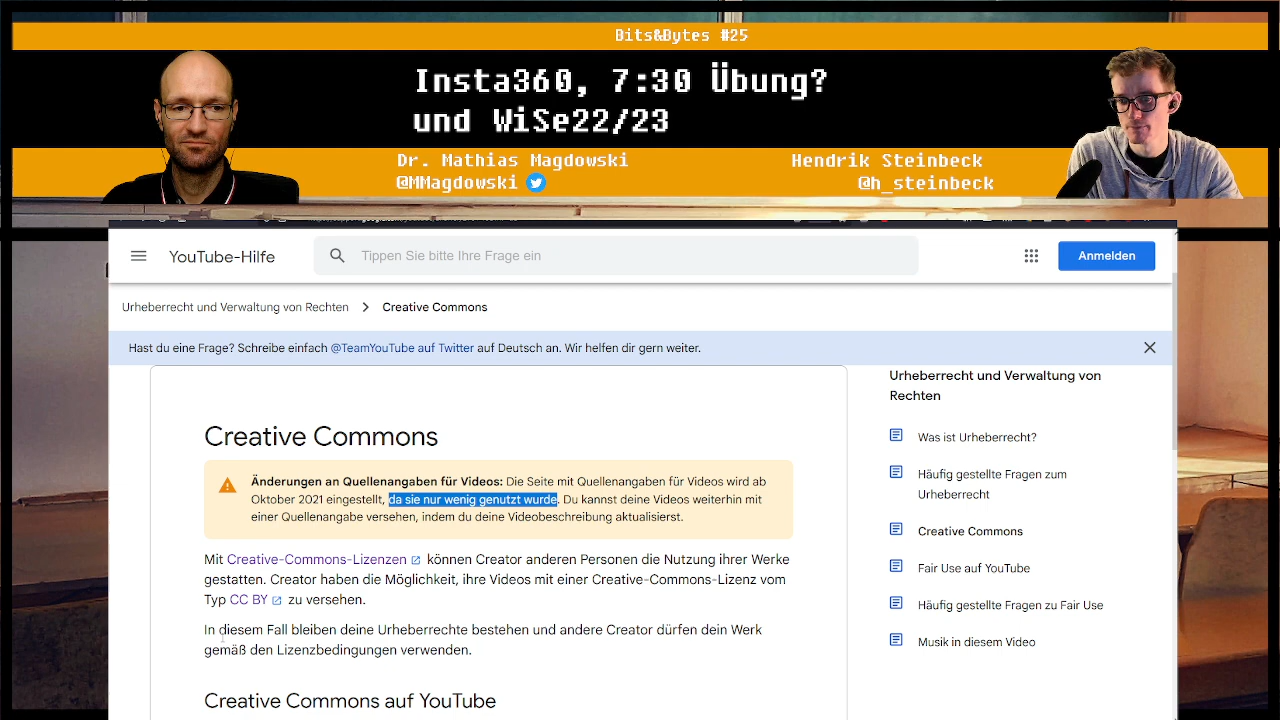 Bits&Bytes #25
Insta360, 7:30 Übung?
und WiSe22/23
Dr. Mathias Magdowski
@MMagdowski
Hendrik Steinbeck
@h_steinbeck
YouTube-Hilfe
Tippen Sie bitte Ihre Frage ein
Anmelden
Urheberrecht und Verwaltung von Rechten > Creative Commons
Hast du eine Frage? Schreibe einfach @TeamYouTube auf Twitter auf Deutsch an. Wir helfen dir gern weiter.
Creative Commons
Änderungen an Quellenangaben für Videos: Die Seite mit Quellenangaben für Videos wird ab
Oktober 2021 eingestellt, da sie nur wenig genutzt wurde. Du kannst deine Videos weiterhin mit
einer Quellenangabe versehen, indem du deine Videobeschreibung aktualisierst.
Mit Creative-Commons-Lizenzen können Creator anderen Personen die Nutzung ihrer Werke
gestatten. Creator haben die Möglichkeit, ihre Videos mit einer Creative-Commons-Lizenz vom
Typ CC BY zu versehen.
In diesem Fall bleiben deine Urheberrechte bestehen und andere Creator dürfen dein Werk
gemäß den Lizenzbedingungen verwenden.
Creative Commons auf YouTube
Urheberrecht und Verwaltung von
Rechten
Was ist Urheberrecht?
Häufig gestellte Fragen zum
Urheberrecht
Creative Commons
Fair Use auf YouTube
Häufig gestellte Fragen zu Fair Use
Musik in diesem Video